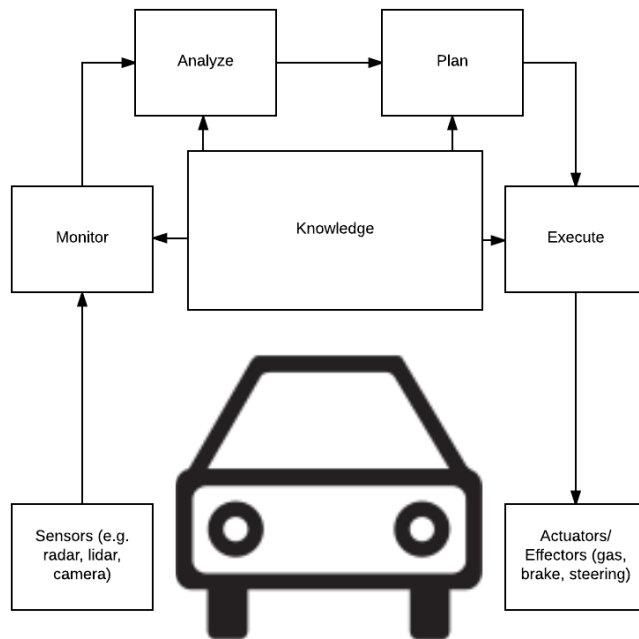 Analyze
Plan
Knowledge
Monitor
Execute
Sensors (e.g.
radar, lidar,
camera)
Actuators/
Effectors (gas,
brake, steering)